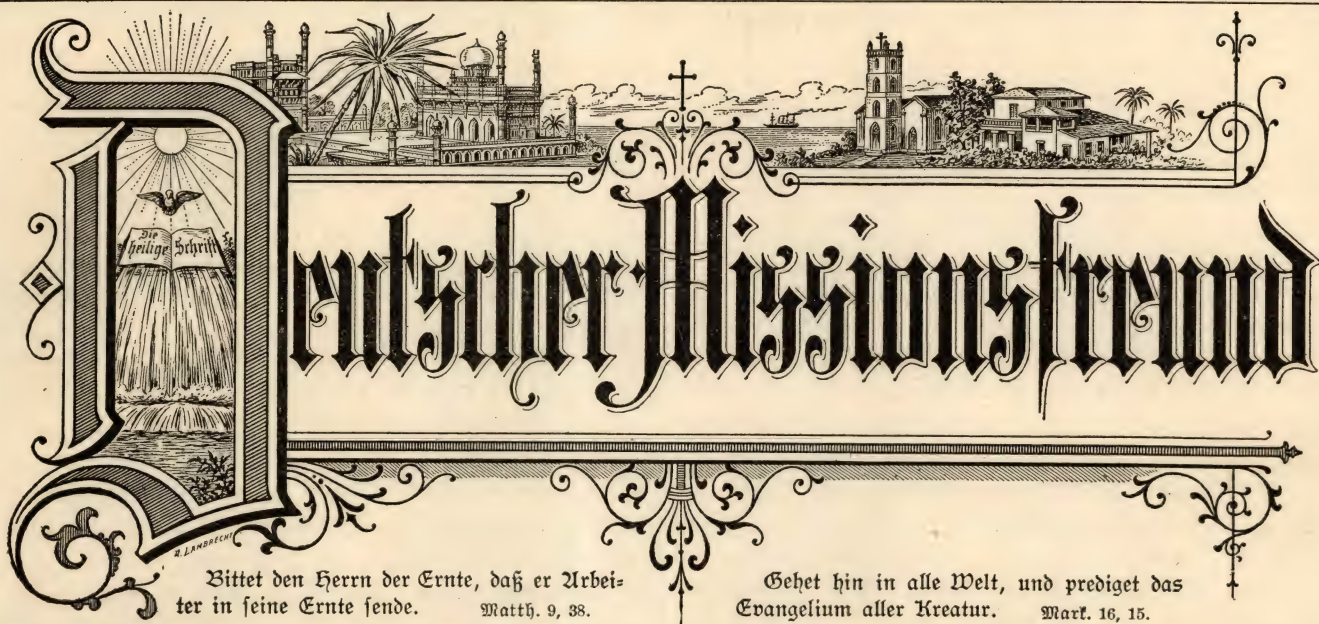 Die heilige Schrift
Deutscher Missionsfreund
A. LAMBRECHT
Bittet den Herrn der Ernte, daß er Arbei-
ter in seine Ernte sende. Matth. 9, 38.
Gehet hin in alle Welt, und prediget das
Evangelium aller Kreatur. Mark. 16, 15.